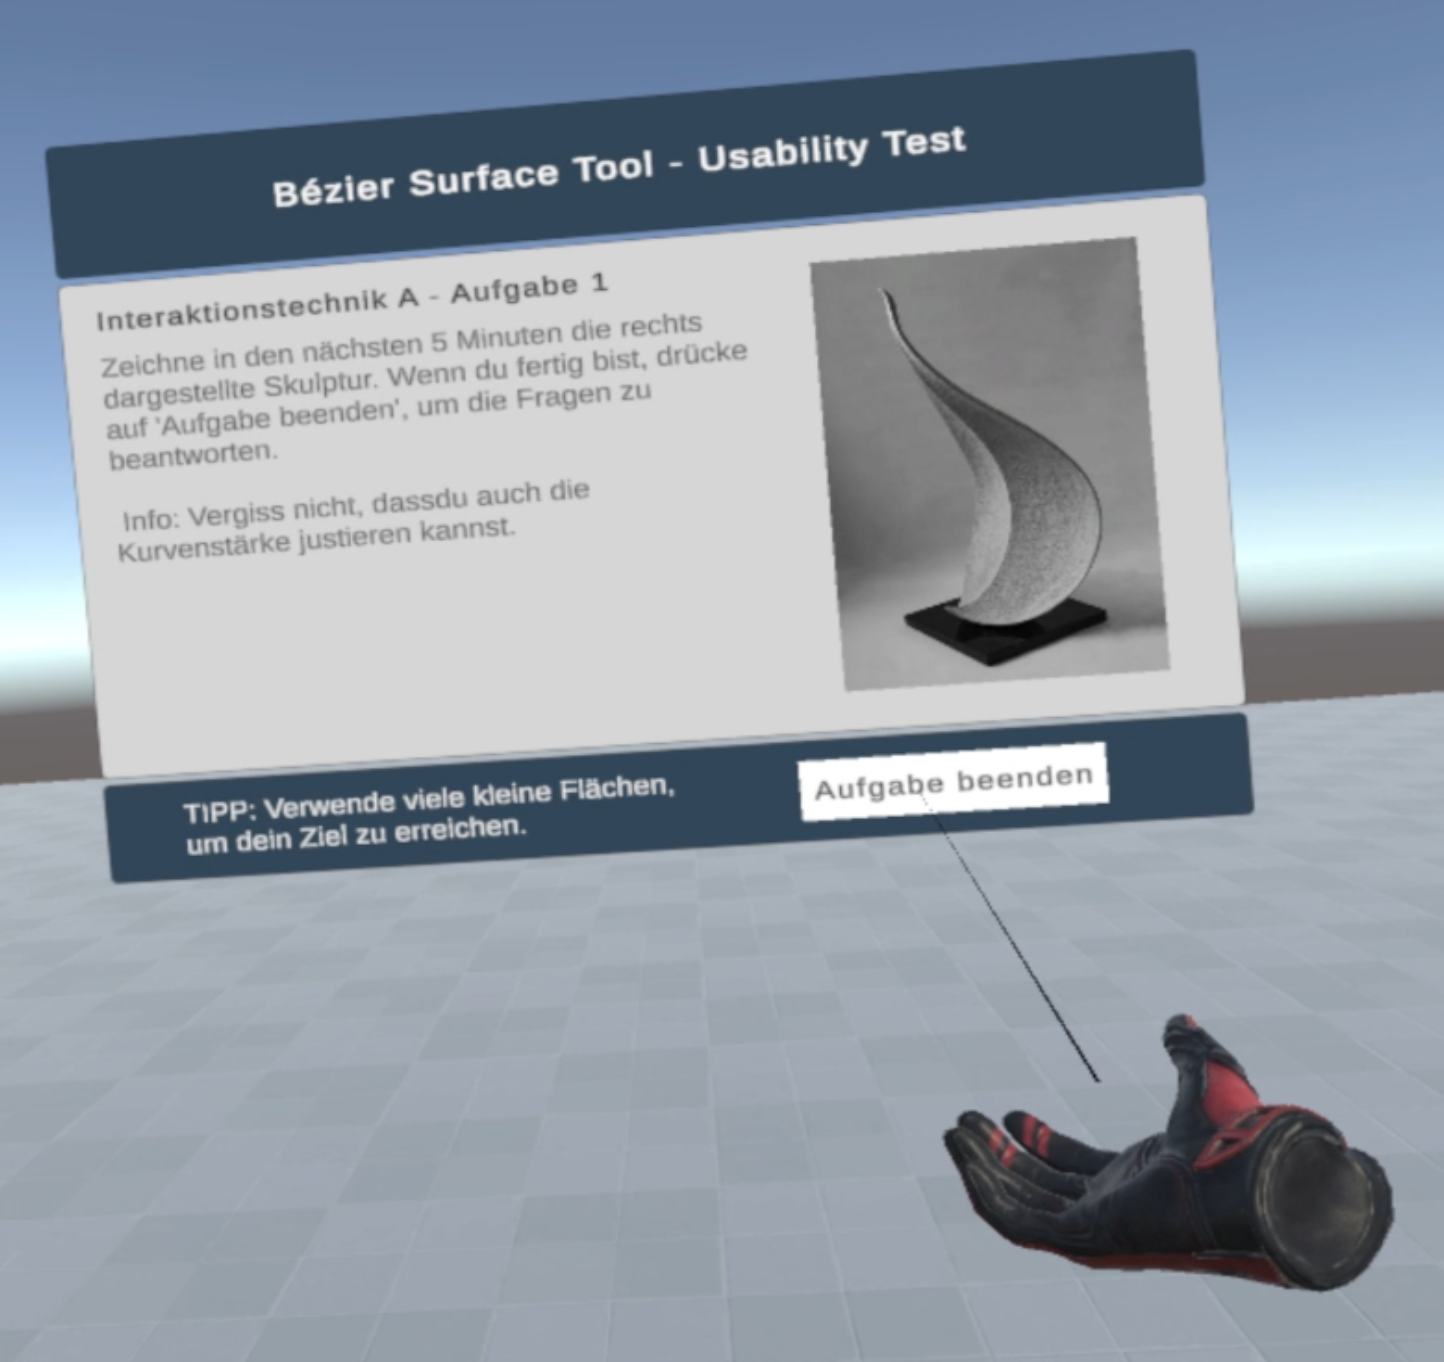 Bézier Surface Tool - Usability Test
Interaktionstechnik A - Aufgabe 1
Zeichne in den nächsten 5 Minuten die rechts
dargestellte Skulptur. Wenn du fertig bist, drücke
auf 'Aufgabe beenden', um die Fragen zu
beantworten.
Info: Vergiss nicht, dassdu auch die
Kurvenstärke justieren kannst.
TIPP: Verwende viele kleine Flächen,
um dein Ziel zu erreichen.
Aufgabe beenden